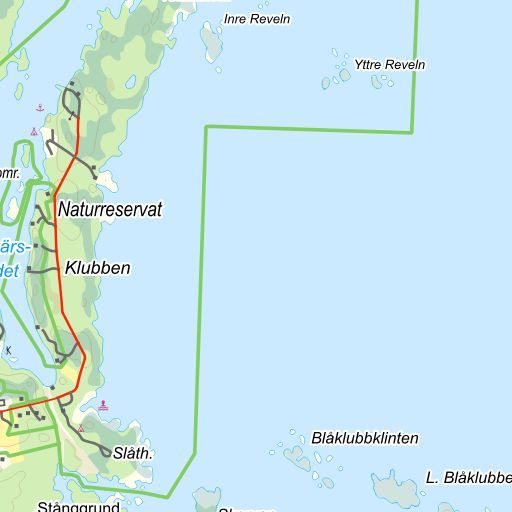 Inre Reveln
Yttre Reveln
omr.
Naturreservat
ärs-
det
Klubben
K
Blåklubbklinten
Slåth.
L. Blåklubbe
Stånggrund